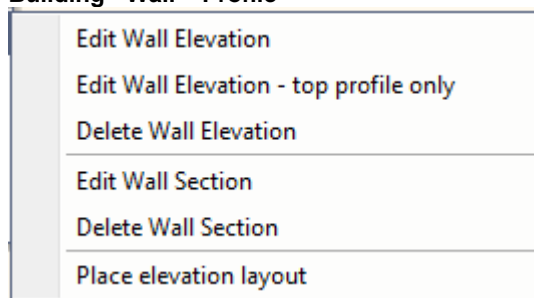 Building - Wall - Profile
Edit Wall Elevation
Edit Wall Elevation - top profile only
Delete Wall Elevation
Edit Wall Section
Delete Wall Section
Place elevation layout